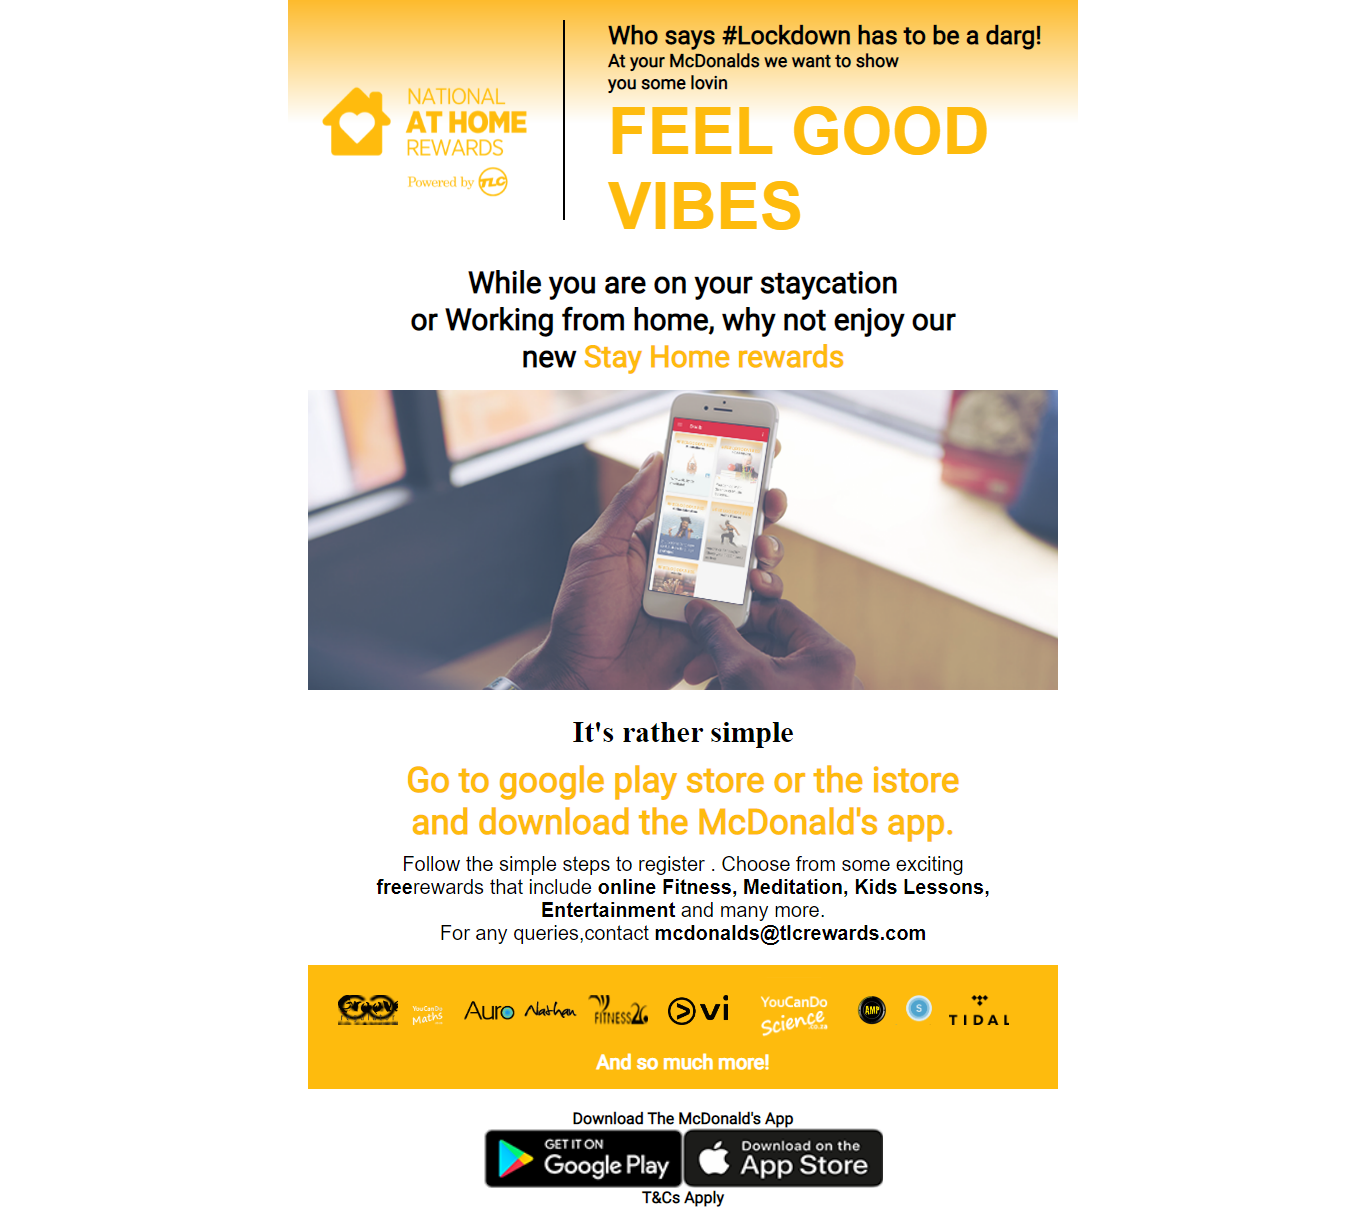 NATIONAL
AT HOME
REWARDS
Powered by TLC
Who says #Lockdown has to be a darg!
At your McDonalds we want to show
you some lovin
FEEL GOOD
VIBES
While you are on your staycation
or Working from home, why not enjoy our
new Stay Home rewards
It's rather simple
Go to google play store or the istore
and download the McDonald's app.
Follow the simple steps to register . Choose from some exciting
freerewards that include online Fitness, Meditation, Kids Lessons,
Entertainment and many more.
For any queries,contact mcdonalds@tlcrewards.com
Groove YouCanDo Maths Auro Nathan FITNESS26 vi YouCanDo Science .co.za AMP S TIDAL
And so much more!
Download The McDonald's App
GET IT ON
Google Play
Download on the
App Store
T&Cs Apply